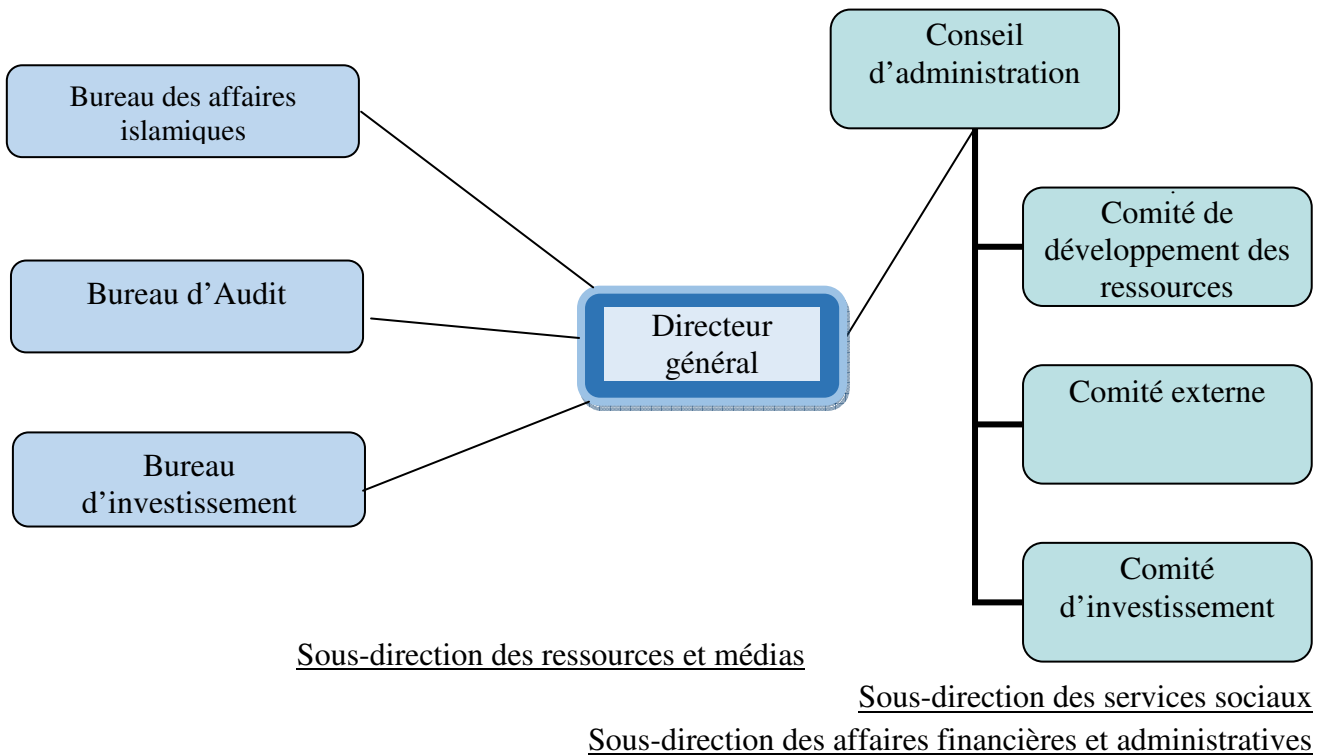 Conseil
d’administration
Bureau des affaires
islamiques
Comité de
développement des
ressources
Bureau d’Audit
Directeur
général
Comité externe
Bureau
d’investissement
Comité
d’investissement
Sous-direction des ressources et médias
Sous-direction des services sociaux
Sous-direction des affaires financières et administratives